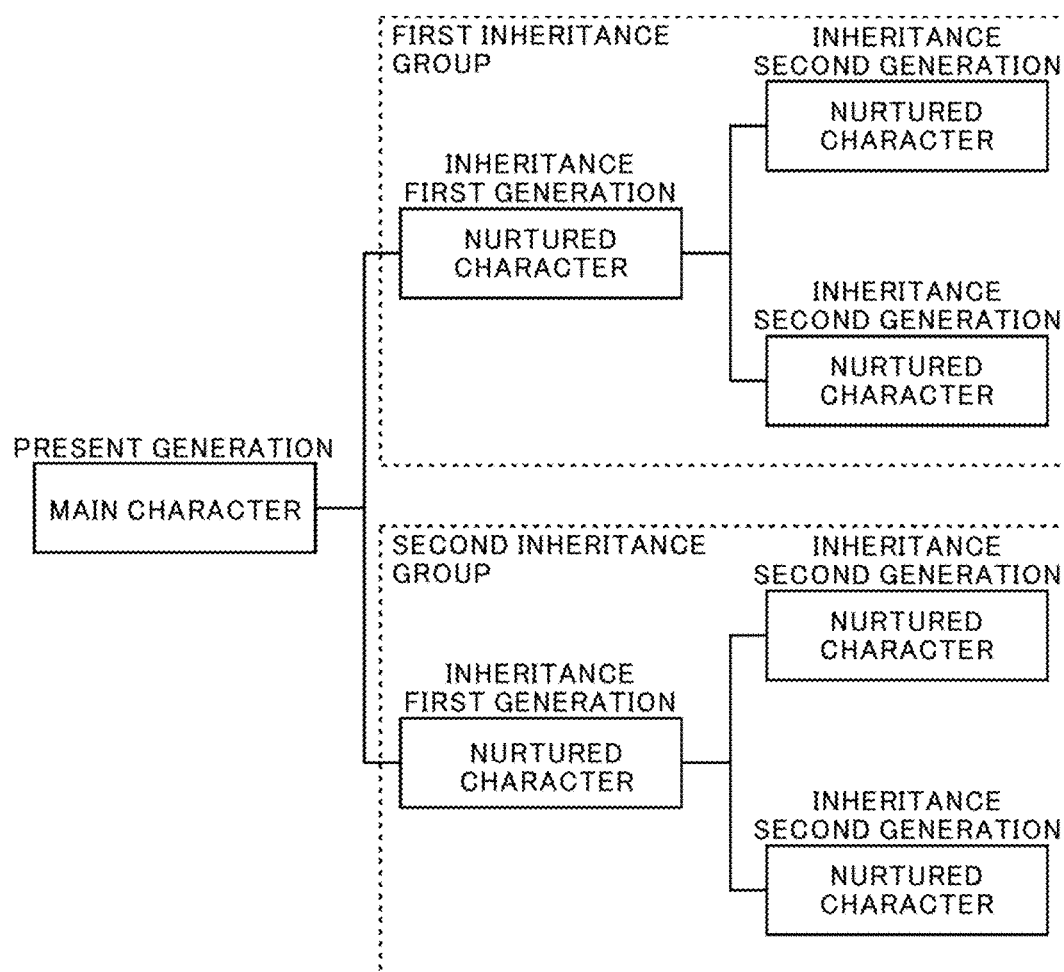 FIRST INHERITANCE
GROUP
INHERITANCE
SECOND GENERATION
NURTURED
CHARACTER
INHERITANCE
FIRST GENERATION
NURTURED
CHARACTER
INHERITANCE
SECOND GENERATION
NURTURED
CHARACTER
PRESENT GENERATION
MAIN CHARACTER
SECOND INHERITANCE
GROUP
INHERITANCE
SECOND GENERATION
NURTURED
CHARACTER
INHERITANCE
FIRST GENERATION
NURTURED
CHARACTER
INHERITANCE
SECOND GENERATION
NURTURED
CHARACTER